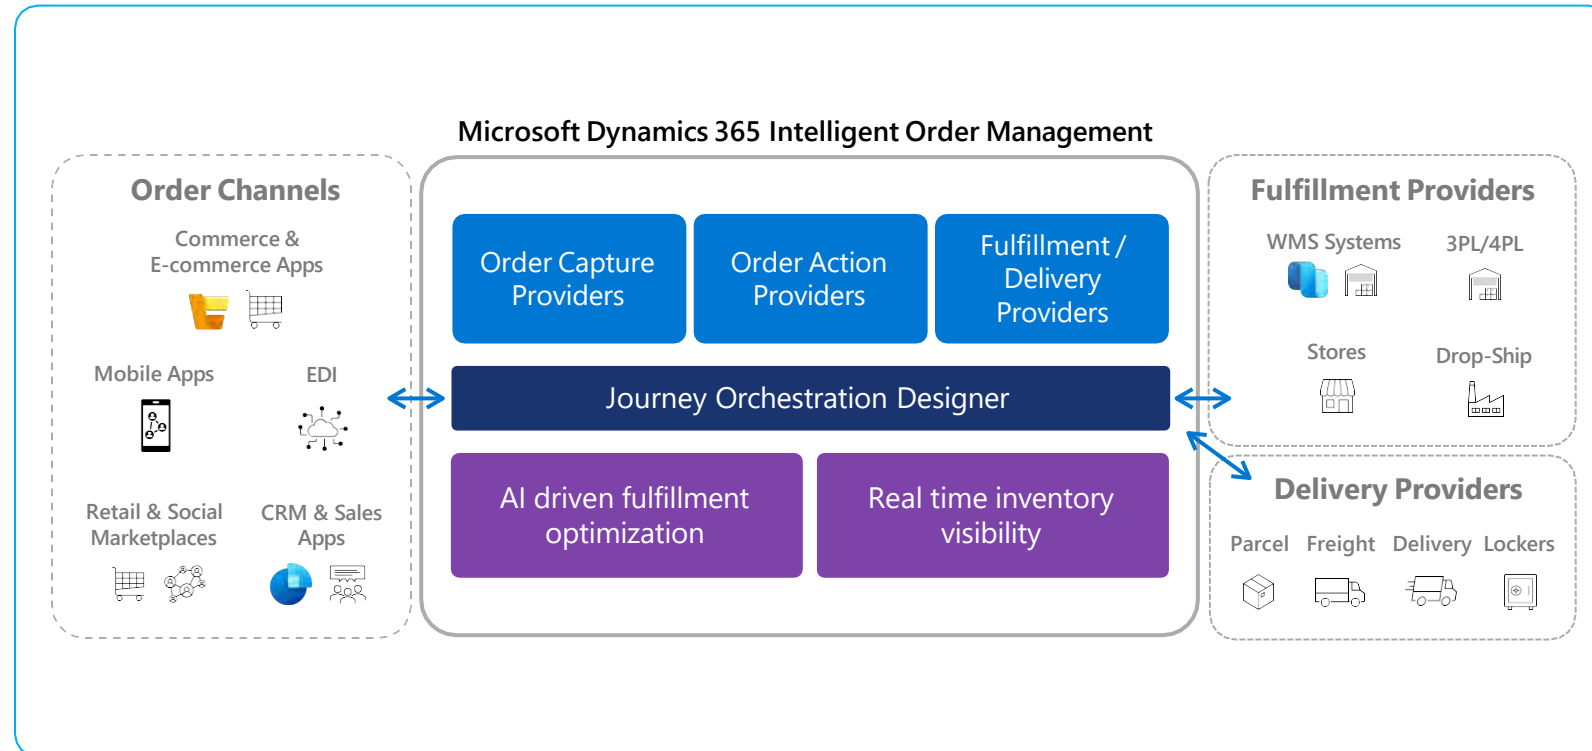 Microsoft Dynamics 365 Intelligent Order Management
Order Channels
Commerce &
E-commerce Apps
Mobile Apps
EDI
Retail & Social
Marketplaces
CRM & Sales
Apps
Order Capture
Providers
Order Action
Providers
Fulfillment /
Delivery
Providers
Journey Orchestration Designer
AI driven fulfillment
optimization
Real time inventory
visibility
Fulfillment Providers
WMS Systems
3PL/4PL
Stores
Drop-Ship
Delivery Providers
Parcel
Freight
Delivery
Lockers